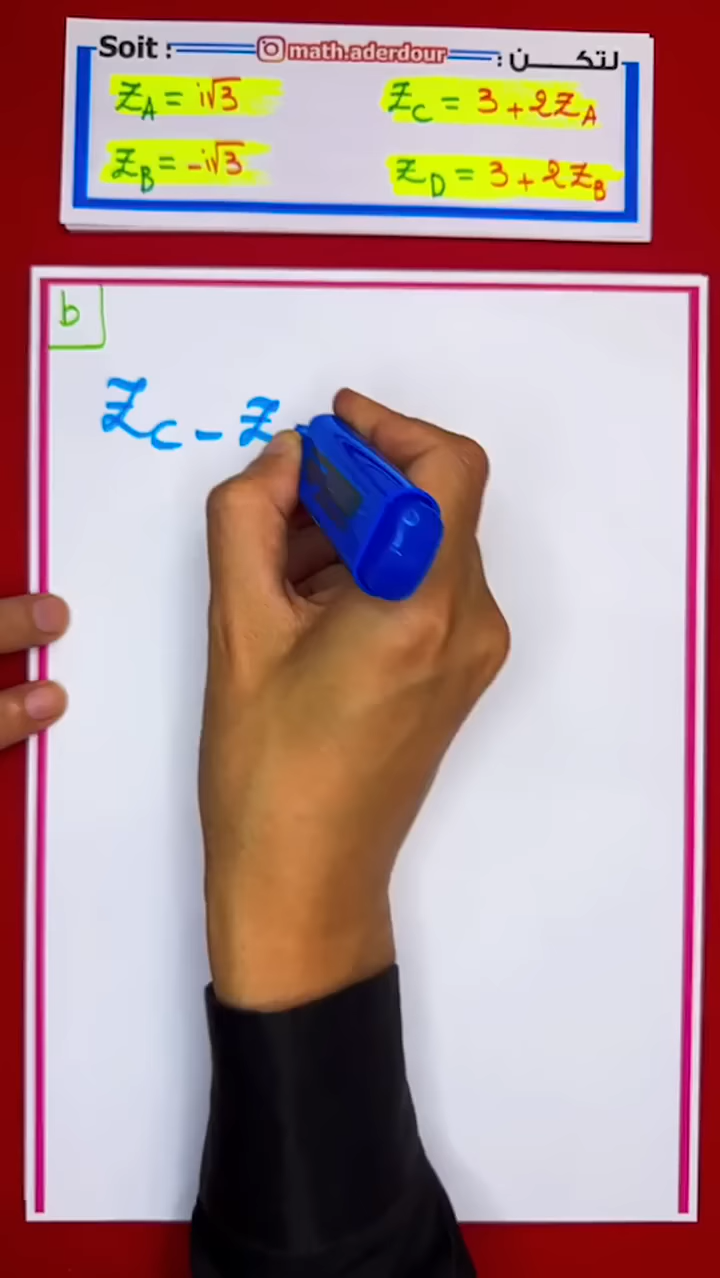 Soit : math.aderdour لتكن :
Z_A = i√3 Z_C = 3 + 2Z_A
Z_B = -i√3 Z_D = 3 + 2Z_B
b
Z_C - Z